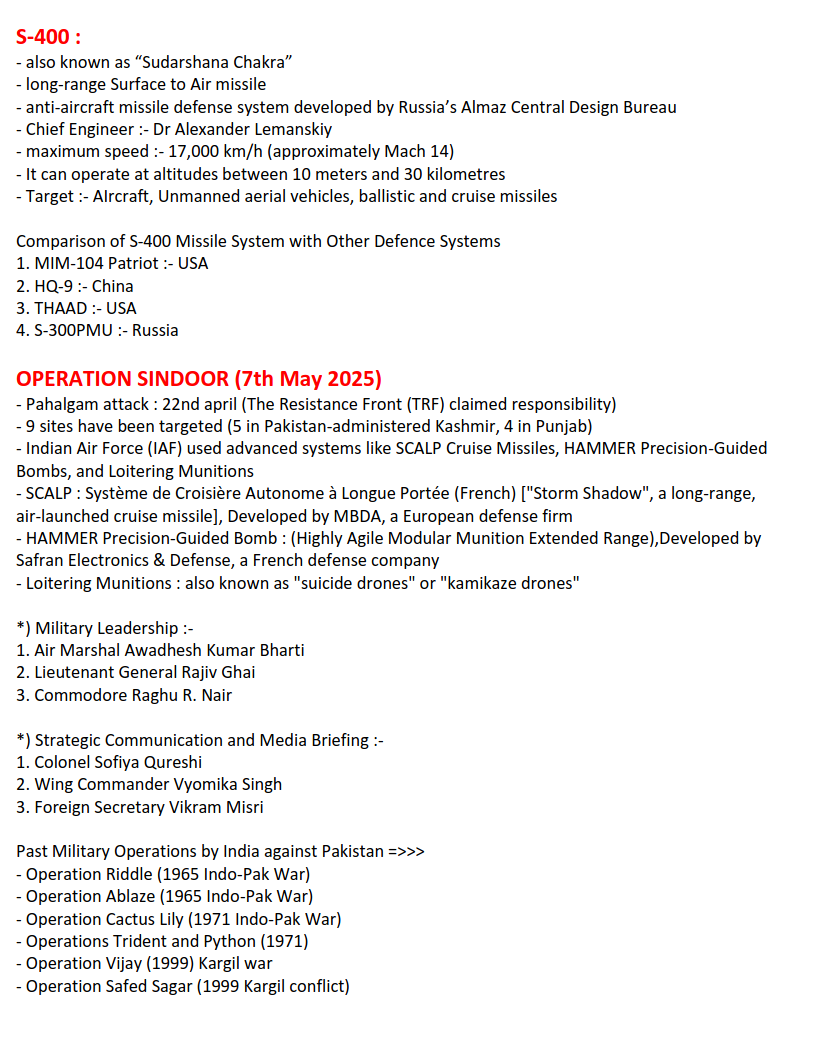 S-400 :
- also known as “Sudarshana Chakra”
- long-range Surface to Air missile
- anti-aircraft missile defense system developed by Russia’s Almaz Central Design Bureau
- Chief Engineer :- Dr Alexander Lemanskiy
- maximum speed :- 17,000 km/h (approximately Mach 14)
- It can operate at altitudes between 10 meters and 30 kilometres
- Target :- AIrcraft, Unmanned aerial vehicles, ballistic and cruise missiles
Comparison of S-400 Missile System with Other Defence Systems
1. MIM-104 Patriot :- USA
2. HQ-9 :- China
3. THAAD :- USA
4. S-300PMU :- Russia
OPERATION SINDOOR (7th May 2025)
- Pahalgam attack : 22nd april (The Resistance Front (TRF) claimed responsibility)
- 9 sites have been targeted (5 in Pakistan-administered Kashmir, 4 in Punjab)
- Indian Air Force (IAF) used advanced systems like SCALP Cruise Missiles, HAMMER Precision-Guided
Bombs, and Loitering Munitions
- SCALP : Système de Croisière Autonome à Longue Portée (French) ["Storm Shadow", a long-range,
air-launched cruise missile], Developed by MBDA, a European defense firm
- HAMMER Precision-Guided Bomb : (Highly Agile Modular Munition Extended Range),Developed by
Safran Electronics & Defense, a French defense company
- Loitering Munitions : also known as "suicide drones" or "kamikaze drones"
*) Military Leadership :-
1. Air Marshal Awadhesh Kumar Bharti
2. Lieutenant General Rajiv Ghai
3. Commodore Raghu R. Nair
*) Strategic Communication and Media Briefing :-
1. Colonel Sofiya Qureshi
2. Wing Commander Vyomika Singh
3. Foreign Secretary Vikram Misri
Past Military Operations by India against Pakistan =>>>
- Operation Riddle (1965 Indo-Pak War)
- Operation Ablaze (1965 Indo-Pak War)
- Operation Cactus Lily (1971 Indo-Pak War)
- Operations Trident and Python (1971)
- Operation Vijay (1999) Kargil war
- Operation Safed Sagar (1999 Kargil conflict)